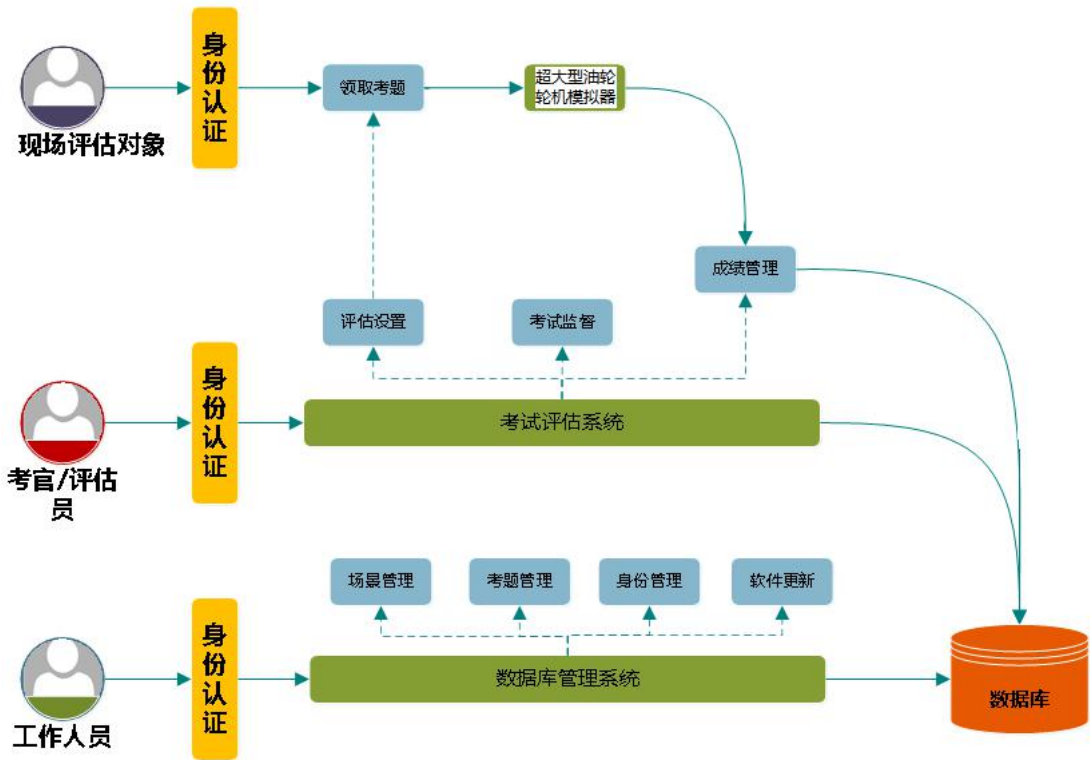 身
份
认
证
领取考题
超大型油轮
轮机模拟器
现场评估对象
成绩管理
评估设置
考试监督
身
份
认
证
考试评估系统
考官/评估
员
场景管理
考题管理
身份管理
软件更新
身
份
认
证
数据库管理系统
数据库
工作人员